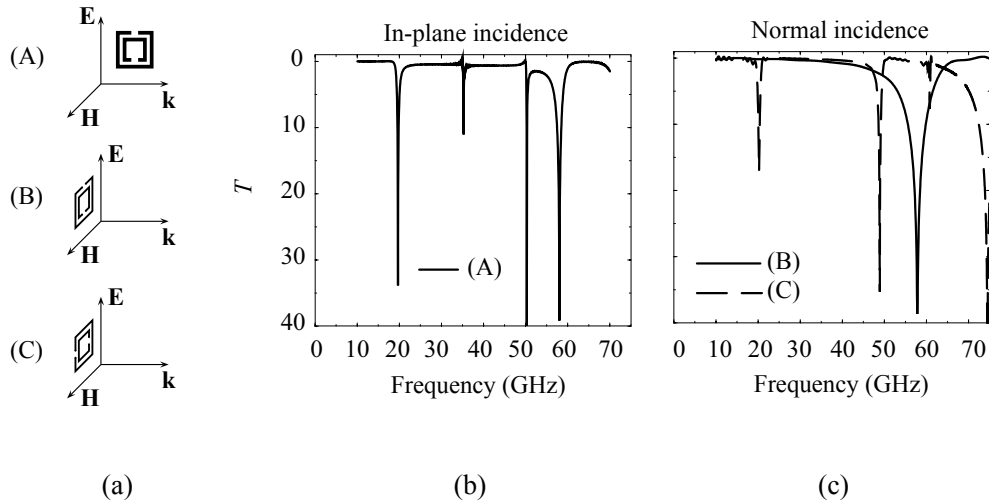 (A)
E
k
H
(B)
E
k
H
(C)
E
k
H
(a)
In-plane incidence
T
0
10
20
30
40
(A)
0 10 20 30 40 50 60 70
Frequency (GHz)
(b)
Normal incidence
(B)
(C)
0 10 20 30 40 50 60 70
Frequency (GHz)
(c)